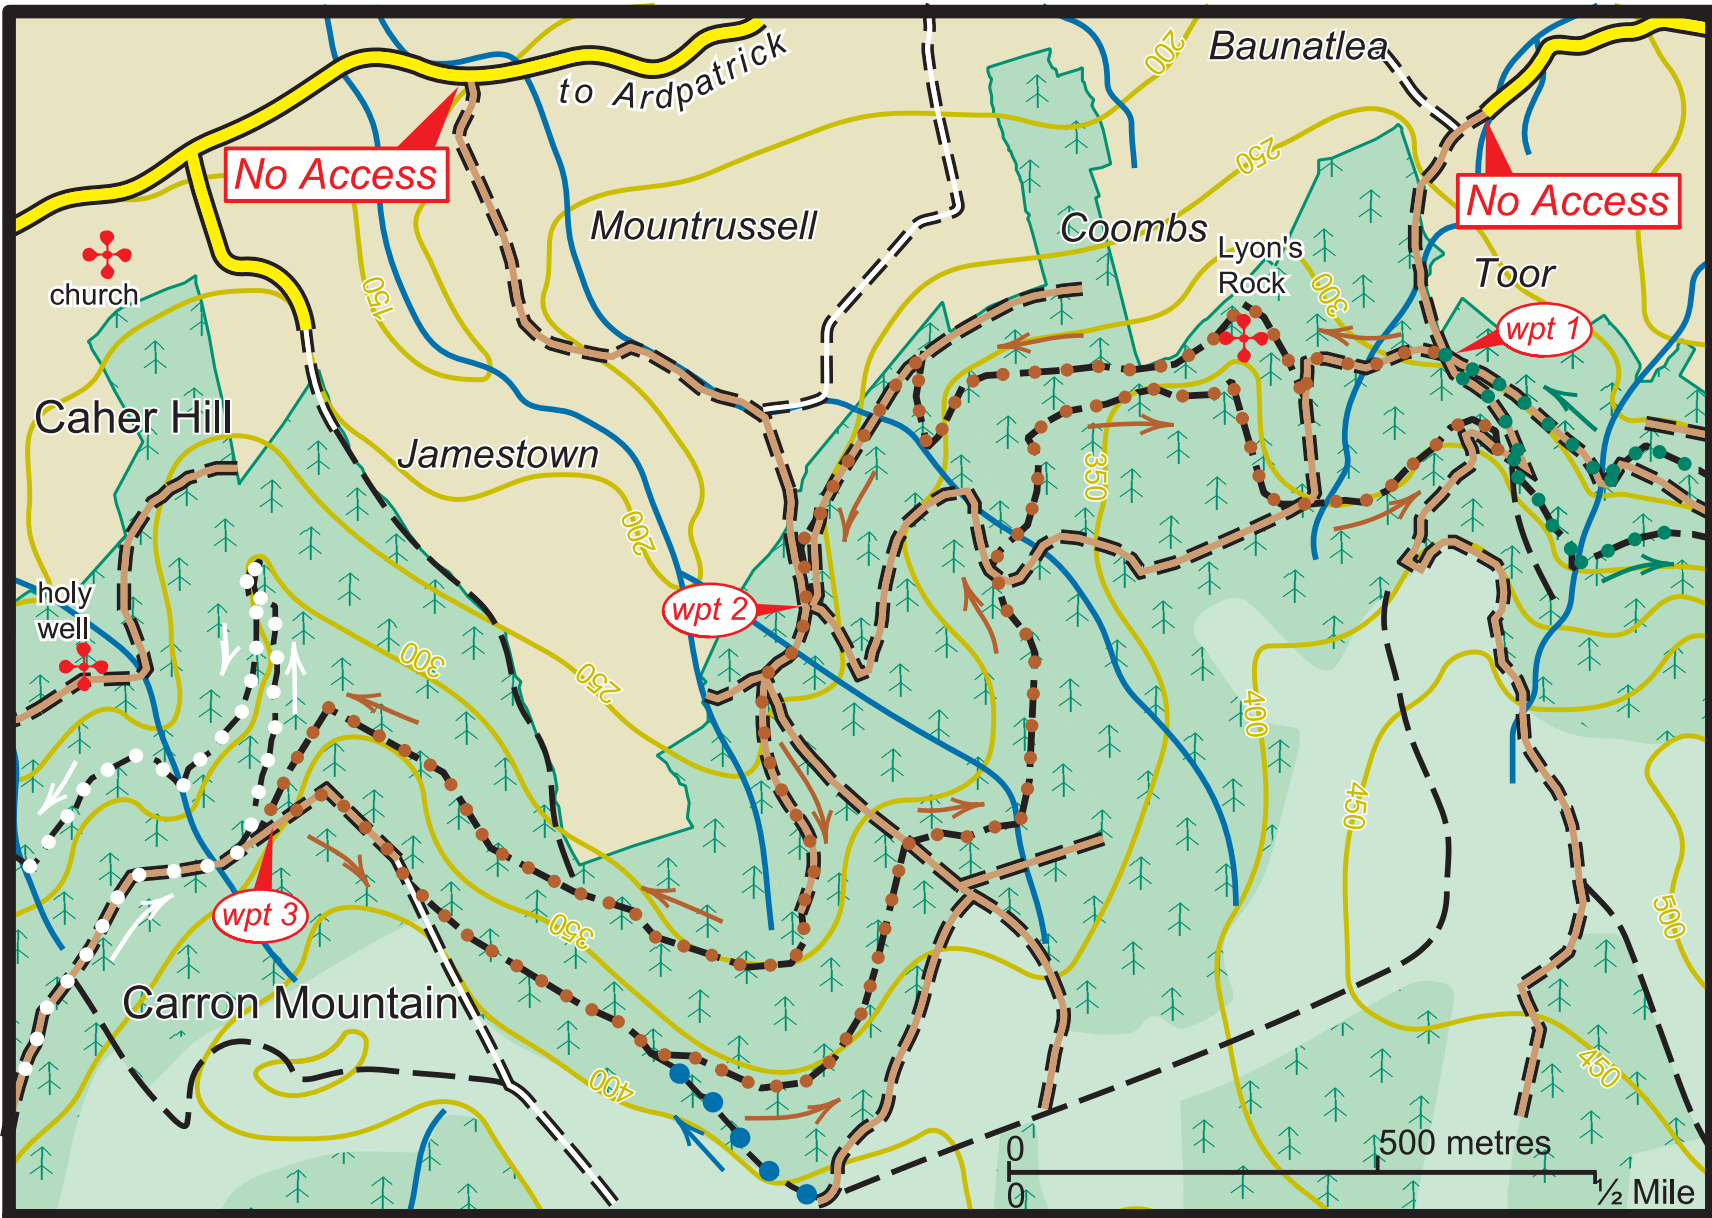 Baunatlea
200
to Ardpatrick
No Access
250
No Access
Mountrussell
Coombs
Lyon's
Rock
Toor
church
150
300
wpt 1
Caher Hill
Jamestown
350
200
holy
well
wpt 2
300
250
400
450
500
wpt 3
350
Carron Mountain
450
400
0
500 metres
0
½ Mile